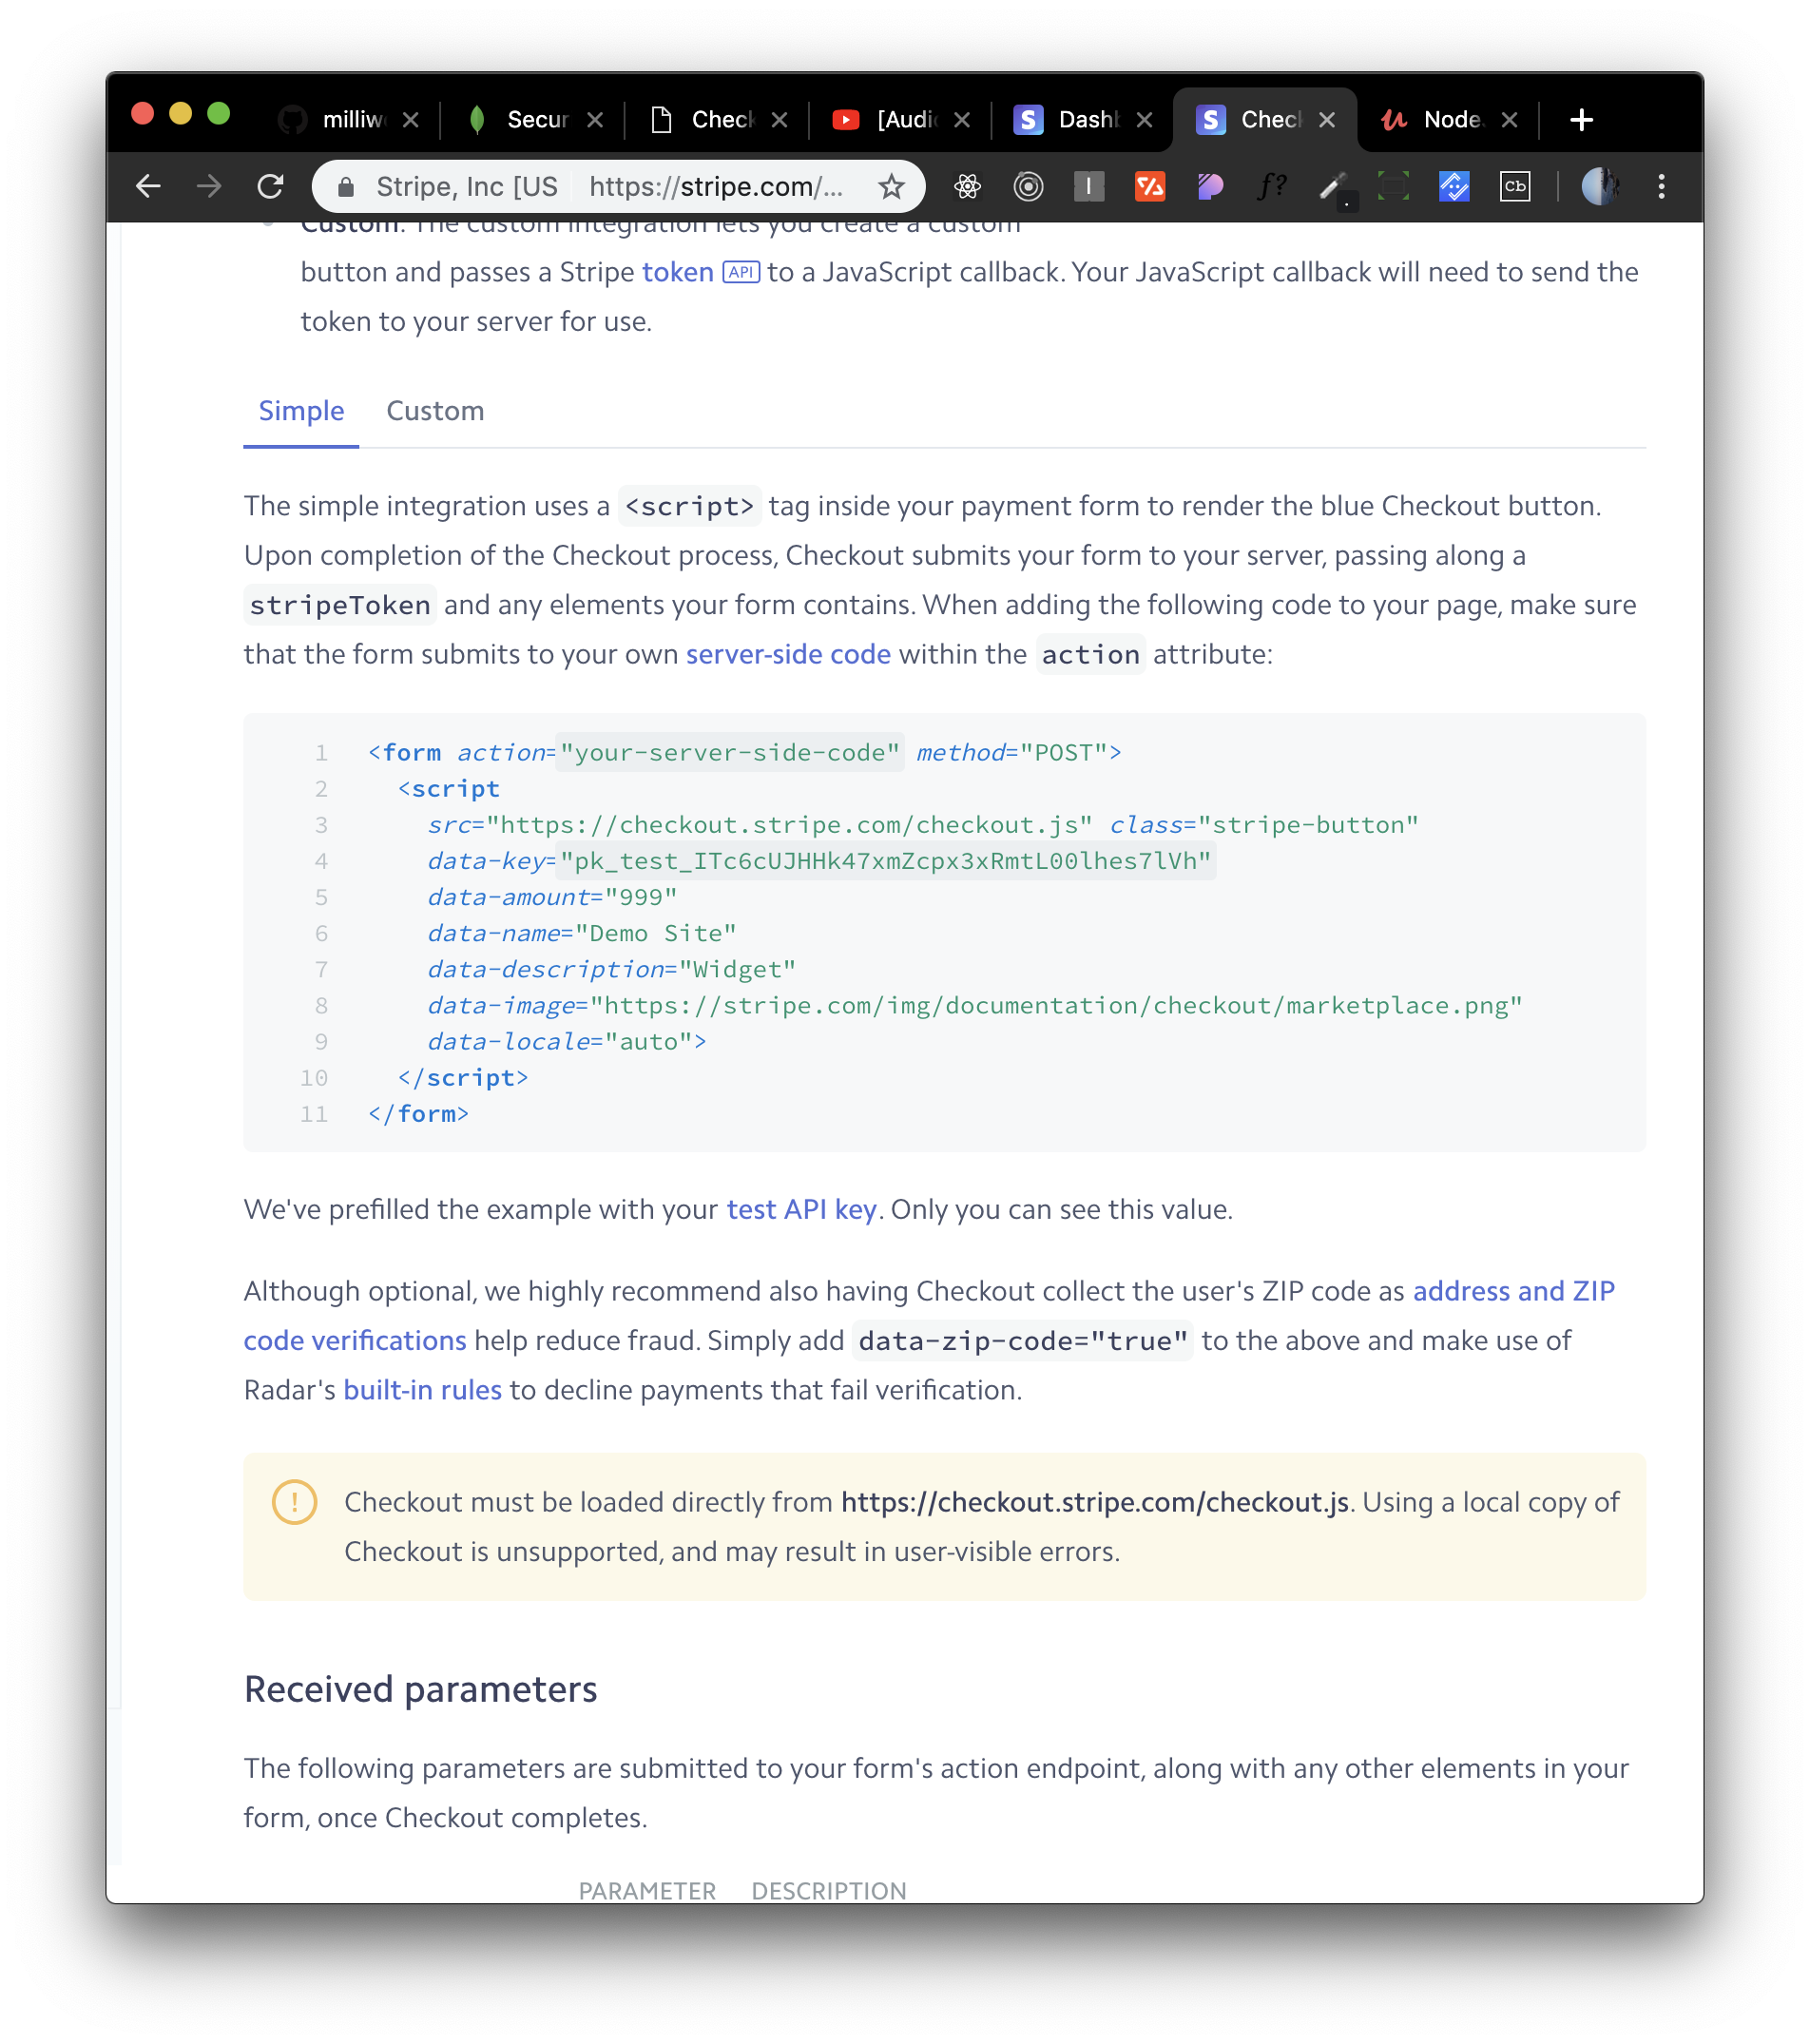 milliw
Secur
Check
[Audi
Dashb
Check
Node.
Stripe, Inc [US https://stripe.com/...
Custom. The custom integration lets you create a custom
button and passes a Stripe token API to a JavaScript callback. Your JavaScript callback will need to send the
token to your server for use.
Simple Custom
The simple integration uses a <script> tag inside your payment form to render the blue Checkout button.
Upon completion of the Checkout process, Checkout submits your form to your server, passing along a
stripeToken and any elements your form contains. When adding the following code to your page, make sure
that the form submits to your own server-side code within the action attribute:
1 <form action="your-server-side-code" method="POST">
2 <script
3 src="https://checkout.stripe.com/checkout.js" class="stripe-button"
4 data-key="pk_test_ITc6cUJHHk47xmZcpx3xRmtL00lhes7lVh"
5 data-amount="999"
6 data-name="Demo Site"
7 data-description="Widget"
8 data-image="https://stripe.com/img/documentation/checkout/marketplace.png"
9 data-locale="auto">
10 </script>
11 </form>
We've prefilled the example with your test API key. Only you can see this value.
Although optional, we highly recommend also having Checkout collect the user's ZIP code as address and ZIP
code verifications help reduce fraud. Simply add data-zip-code="true" to the above and make use of
Radar's built-in rules to decline payments that fail verification.
Checkout must be loaded directly from https://checkout.stripe.com/checkout.js. Using a local copy of
Checkout is unsupported, and may result in user-visible errors.
Received parameters
The following parameters are submitted to your form's action endpoint, along with any other elements in your
form, once Checkout completes.
PARAMETER DESCRIPTION